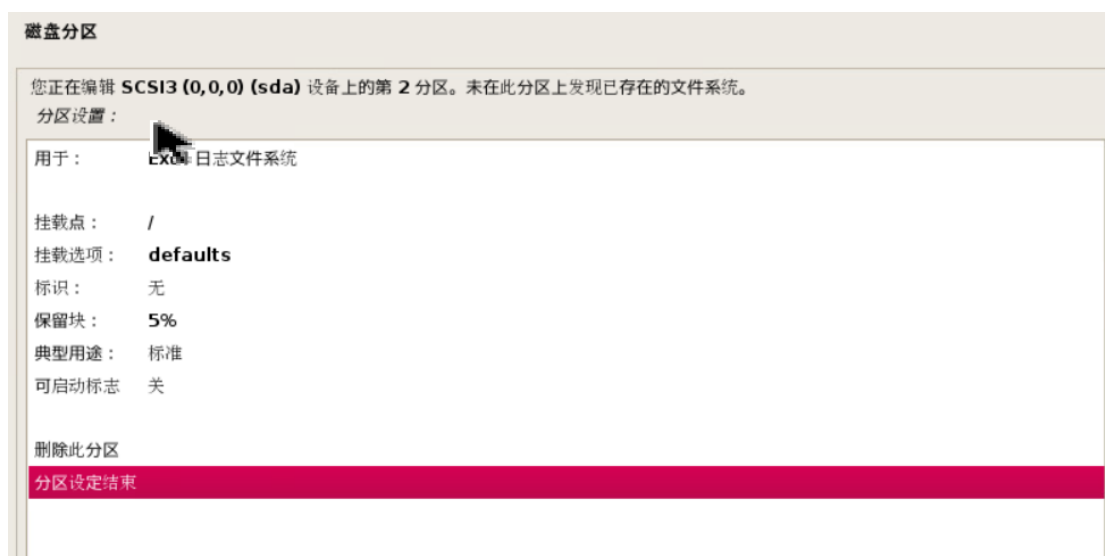 磁盘分区
您正在编辑 SCSI3 (0,0,0) (sda) 设备上的第 2 分区。未在此分区上发现已存在的文件系统。
分区设置：
用于： 日志文件系统
挂载点： /
挂载选项： defaults
标识： 无
保留块： 5%
典型用途： 标准
可启动标志 关
删除此分区
分区设定结束